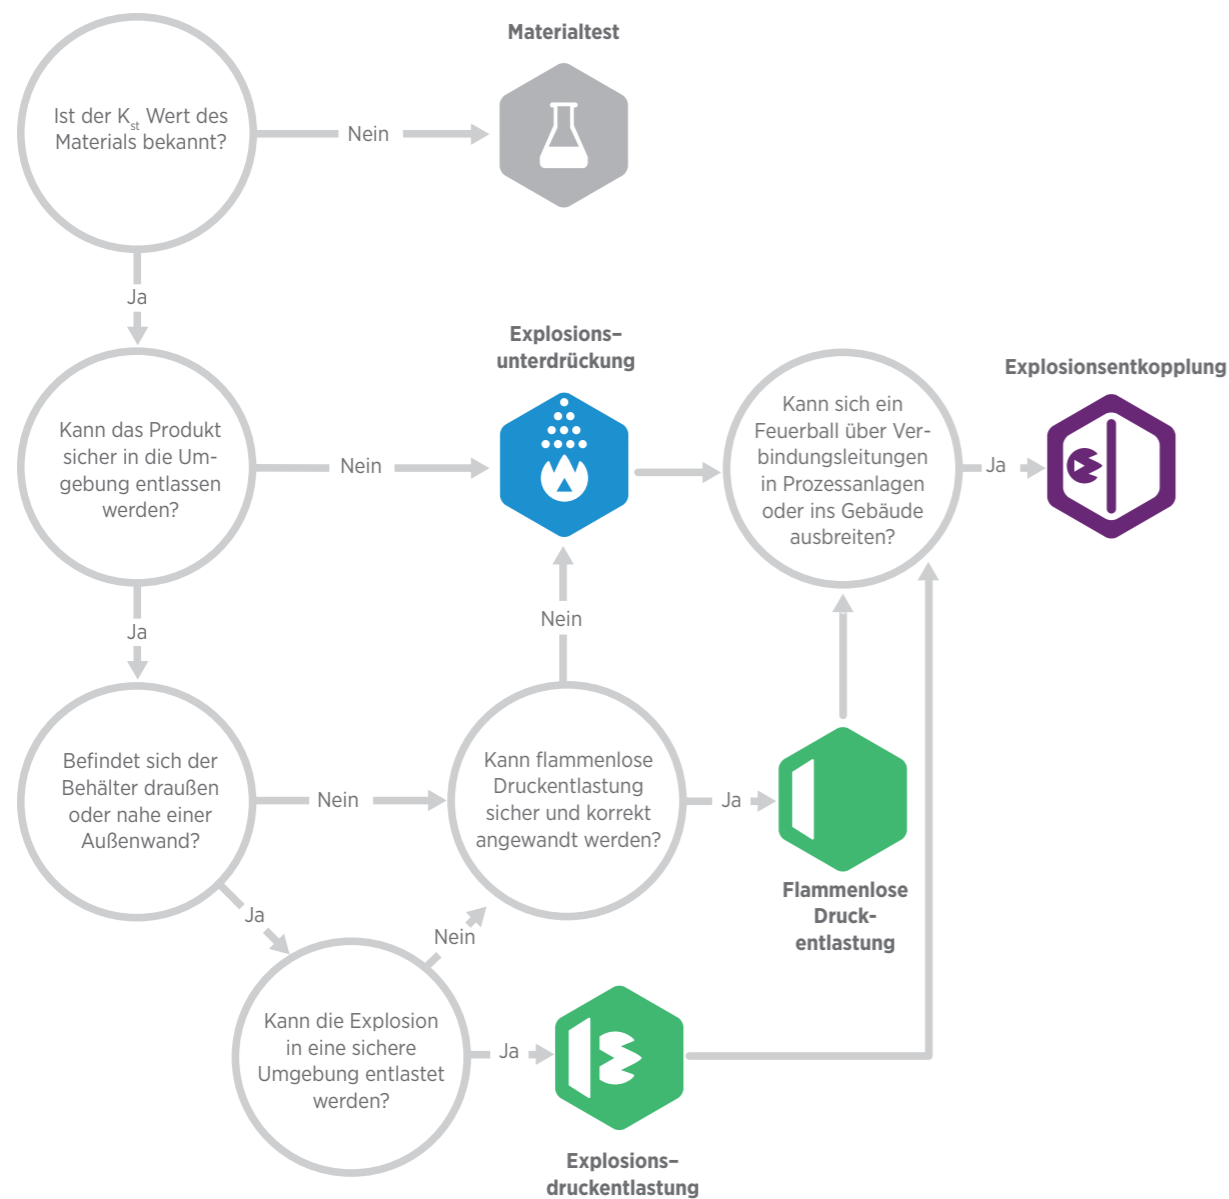 Materialtest
Ist der Kst Wert des
Materials bekannt?
Nein
Ja
Explosions–
unterdrückung
Kann das Produkt
sicher in die Um-
gebung entlassen
werden?
Nein
Kann sich ein
Feuerball über Ver-
bindungsleitungen
in Prozessanlagen
oder ins Gebäude
ausbreiten?
Ja
Explosionsentkopplung
Ja
Nein
Befindet sich der
Behälter draußen
oder nahe einer
Außenwand?
Nein
Kann flammenlose
Druckentlastung
sicher und korrekt
angewandt werden?
Ja
Flammenlose
Druck-
entlastung
Ja
Nein
Kann die Explosion
in eine sichere
Umgebung entlastet
werden?
Ja
Explosions–
druckentlastung